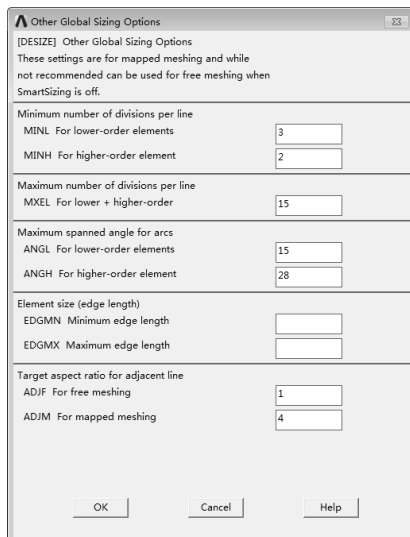 Other Global Sizing Options
[DESIZE] Other Global Sizing Options
These settings are for mapped meshing and while
not recommended can be used for free meshing when
SmartSizing is off.
Minimum number of divisions per line
MINL For lower-order elements 3
MINH For higher-order element 2
Maximum number of divisions per line
MXEL For lower + higher-order 15
Maximum spanned angle for arcs
ANGL For lower-order elements 15
ANGH For higher-order element 28
Element size (edge length)
EDGMN Minimum edge length
EDGMX Maximum edge length
Target aspect ratio for adjacent line
ADJF For free meshing 1
ADJM For mapped meshing 4
OK Cancel Help